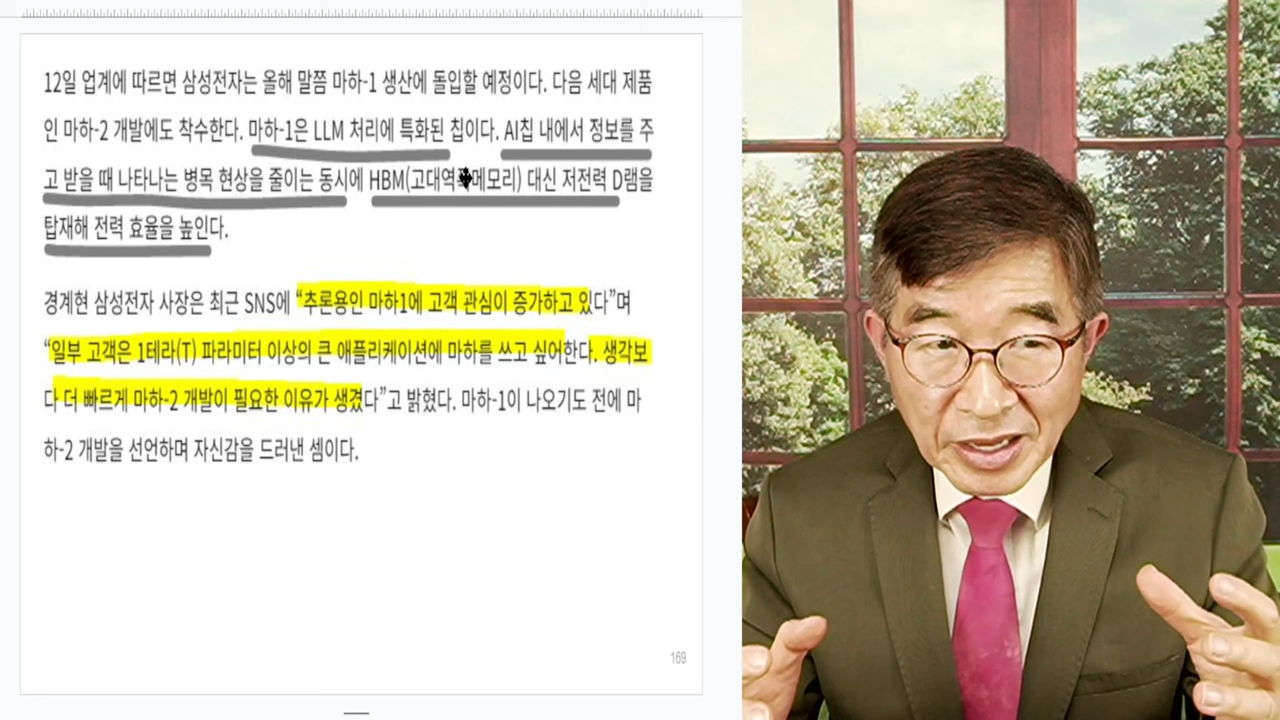 12일 업계에 따르면 삼성전자는 올해 말쯤 마하-1 생산에 돌입할 예정이다. 다음 세대 제품
인 마하-2 개발에도 착수한다. 마하-1은 LLM 처리에 특화된 칩이다. AI칩 내에서 정보를 주
고 받을 때 나타나는 병목 현상을 줄이는 동시에 HBM(고대역폭메모리) 대신 저전력 D램을
탑재해 전력 효율을 높인다.
경계현 삼성전자 사장은 최근 SNS에 “추론용인 마하1에 고객 관심이 증가하고 있다”며
“일부 고객은 1테라(T) 파라미터 이상의 큰 애플리케이션에 마하를 쓰고 싶어한다. 생각보
다 더 빠르게 마하-2 개발이 필요한 이유가 생겼다”고 밝혔다. 마하-1이 나오기도 전에 마
하-2 개발을 선언하며 자신감을 드러낸 셈이다.
169